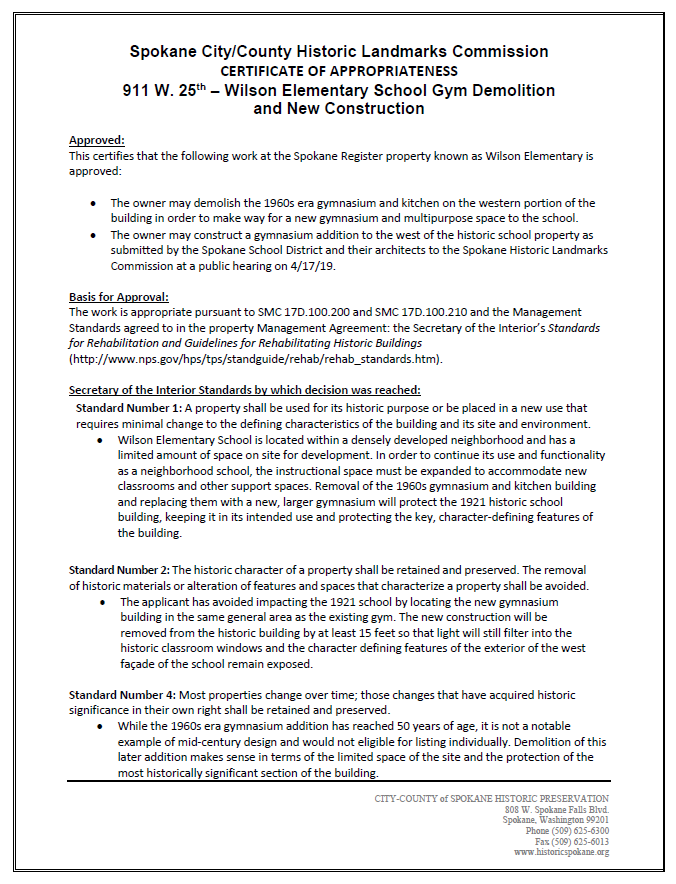 Spokane City/County Historic Landmarks Commission
CERTIFICATE OF APPROPRIATENESS
911 W. 25th – Wilson Elementary School Gym Demolition
and New Construction
Approved:
This certifies that the following work at the Spokane Register property known as Wilson Elementary is
approved:
• The owner may demolish the 1960s era gymnasium and kitchen on the western portion of the
building in order to make way for a new gymnasium and multipurpose space to the school.
• The owner may construct a gymnasium addition to the west of the historic school property as
submitted by the Spokane School District and their architects to the Spokane Historic Landmarks
Commission at a public hearing on 4/17/19.
Basis for Approval:
The work is appropriate pursuant to SMC 17D.100.200 and SMC 17D.100.210 and the Management
Standards agreed to in the property Management Agreement: the Secretary of the Interior's Standards
for Rehabilitation and Guidelines for Rehabilitating Historic Buildings
(http://www.nps.gov/hps/tps/standguide/rehab/rehab_standards.htm).
Secretary of the Interior Standards by which decision was reached:
Standard Number 1: A property shall be used for its historic purpose or be placed in a new use that
requires minimal change to the defining characteristics of the building and its site and environment.
• Wilson Elementary School is located within a densely developed neighborhood and has a
limited amount of space on site for development. In order to continue its use and functionality
as a neighborhood school, the instructional space must be expanded to accommodate new
classrooms and other support spaces. Removal of the 1960s gymnasium and kitchen building
and replacing them with a new, larger gymnasium will protect the 1921 historic school
building, keeping it in its intended use and protecting the key, character-defining features of
the building.
Standard Number 2: The historic character of a property shall be retained and preserved. The removal
of historic materials or alteration of features and spaces that characterize a property shall be avoided.
• The applicant has avoided impacting the 1921 school by locating the new gymnasium
building in the same general area as the existing gym. The new construction will be
removed from the historic building by at least 15 feet so that light will still filter into the
historic classroom windows and the character defining features of the exterior of the west
façade of the school remain exposed.
Standard Number 4: Most properties change over time; those changes that have acquired historic
significance in their own right shall be retained and preserved.
• While the 1960s era gymnasium addition has reached 50 years of age, it is not a notable
example of mid-century design and would not eligible for listing individually. Demolition of this
later addition makes sense in terms of the limited space of the site and the protection of the
most historically significant section of the building.
CITY-COUNTY of SPOKANE HISTORIC PRESERVATION
808 W. Spokane Falls Blvd.
Spokane, Washington 99201
Phone (509) 625-6300
Fax (509) 625-6013
www.historicspokane.org